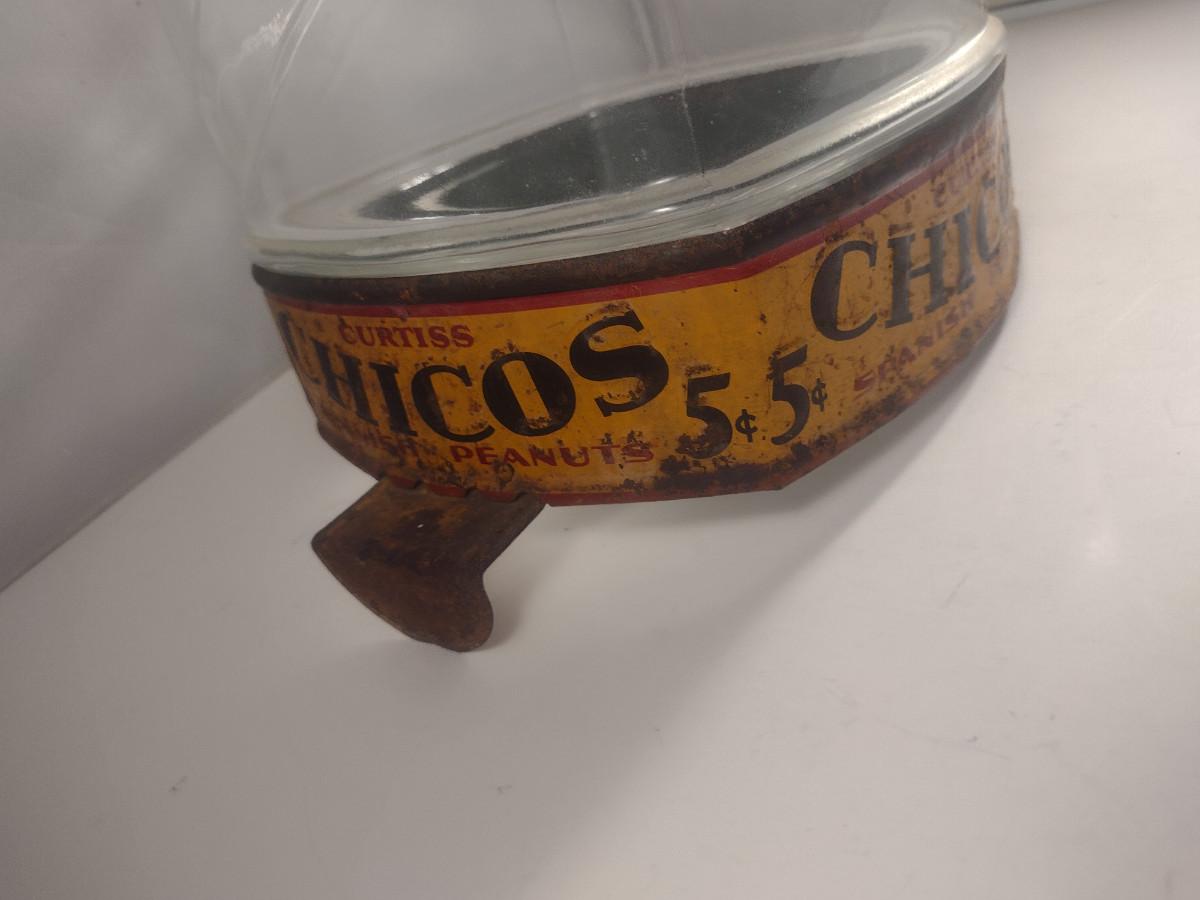 CURTISS
CHICOS 5¢
PEANUTS
5¢ CHIC
SPANISH